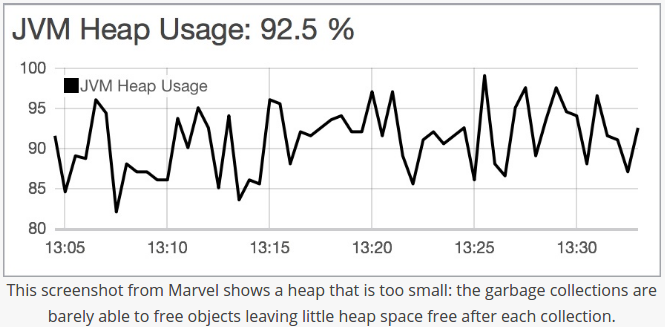 JVM Heap Usage: 92.5 %
100
JVM Heap Usage
95
90
85
80
13:05 13:10 13:15 13:20 13:25 13:30
This screenshot from Marvel shows a heap that is too small: the garbage collections are
barely able to free objects leaving little heap space free after each collection.